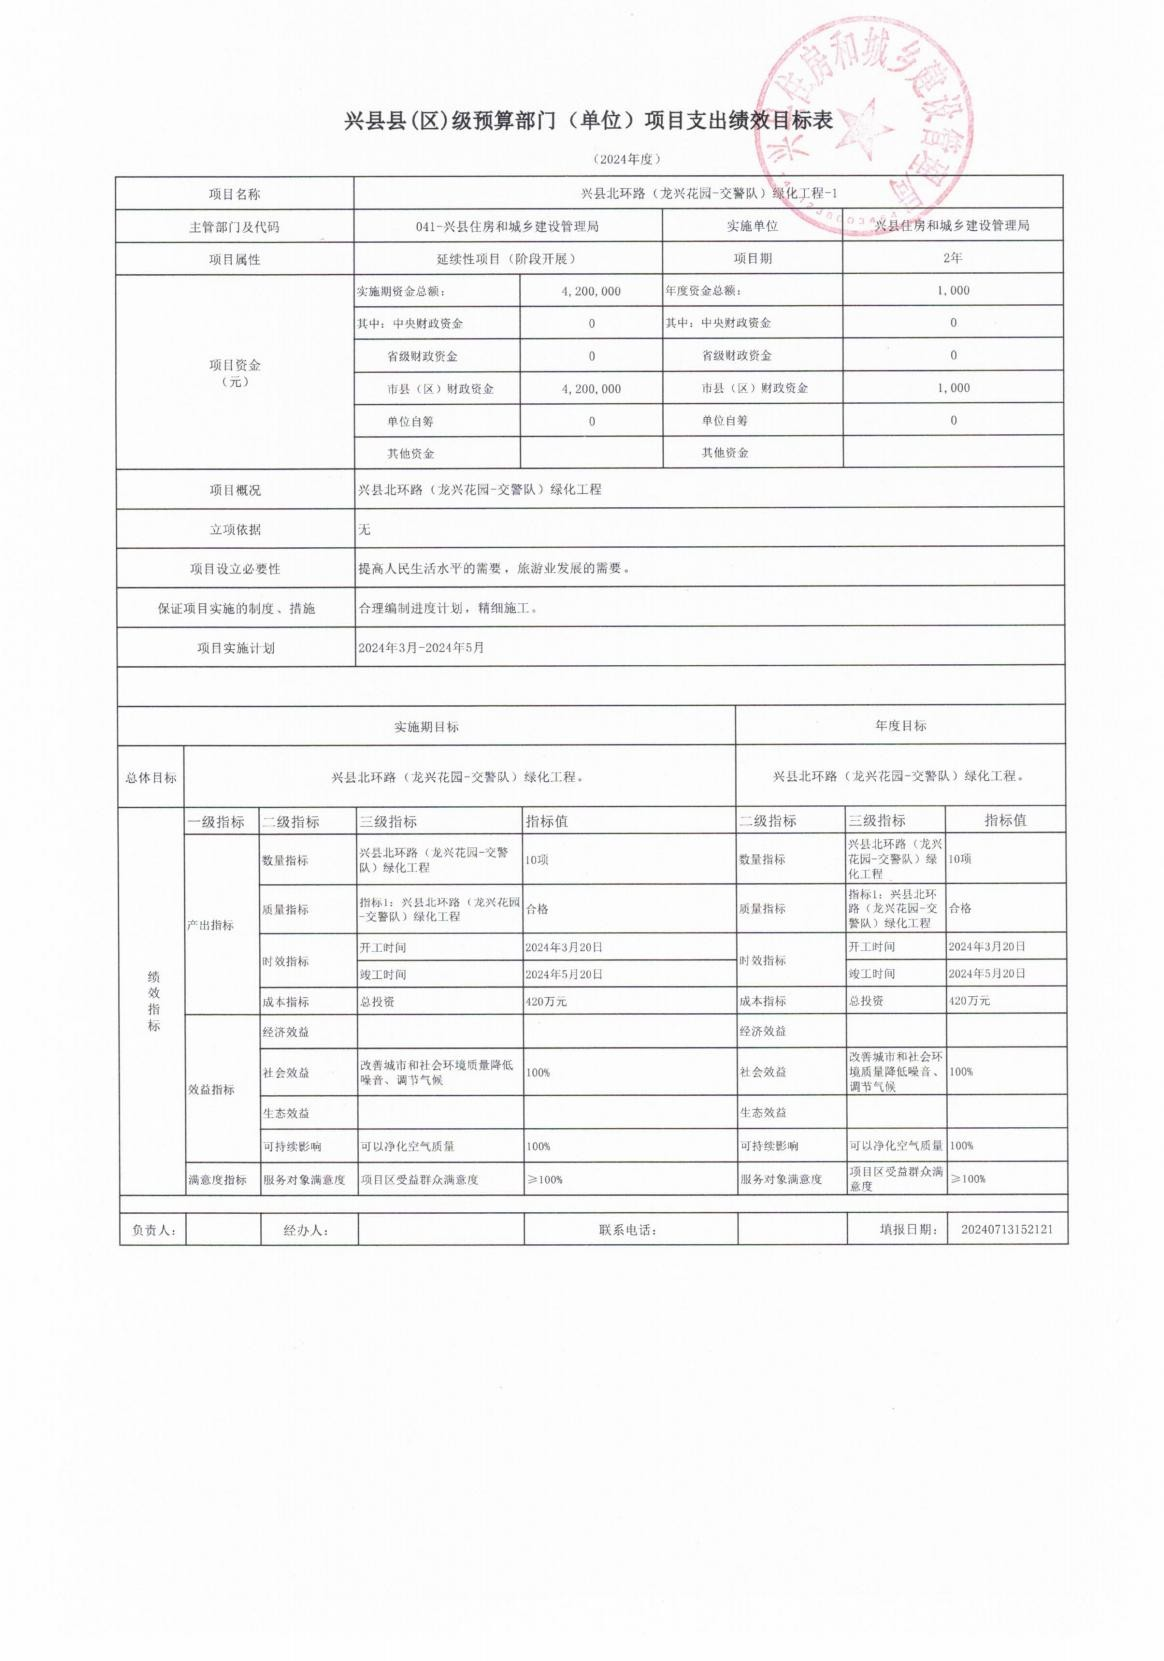 兴县住房和城乡建设管理局
兴县县(区)级预算部门（单位）项目支出绩效目标表
（2024年度）
项目名称 兴县北环路（龙兴花园-交警队）绿化工程-1
主管部门及代码 041-兴县住房和城乡建设管理局 实施单位 兴县住房和城乡建设管理局
项目属性 延续性项目（阶段开展） 项目期 2年
项目资金
（元）
实施期资金总额： 4,200,000 年度资金总额： 1,000
其中：中央财政资金 0 其中：中央财政资金 0
省级财政资金 0 省级财政资金 0
市县（区）财政资金 4,200,000 市县（区）财政资金 1,000
单位自筹 0 单位自筹 0
其他资金 其他资金
项目概况 兴县北环路（龙兴花园-交警队）绿化工程
立项依据 无
项目设立必要性 提高人民生活水平的需要，旅游业发展的需要。
保证项目实施的制度、措施 合理编制进度计划，精细施工。
项目实施计划 2024年3月-2024年5月
实施期目标 年度目标
总体目标 兴县北环路（龙兴花园-交警队）绿化工程。 兴县北环路（龙兴花园-交警队）绿化工程。
绩效指标
一级指标 二级指标 三级指标 指标值 二级指标 三级指标 指标值
产出指标
数量指标 兴县北环路（龙兴花园-交警队）绿化工程 10项 数量指标 兴县北环路（龙兴花园-交警队）绿化工程 10项
质量指标 指标1：兴县北环路（龙兴花园-交警队）绿化工程 合格 质量指标 指标1：兴县北环路（龙兴花园-交警队）绿化工程 合格
时效指标 开工时间 2024年3月20日 时效指标 开工时间 2024年3月20日
竣工时间 2024年5月20日 竣工时间 2024年5月20日
成本指标 总投资 420万元 成本指标 总投资 420万元
效益指标
经济效益 经济效益
社会效益 改善城市和社会环境质量降低噪音、调节气候 100% 社会效益 改善城市和社会环境质量降低噪音、调节气候 100%
生态效益 生态效益
可持续影响 可以净化空气质量 100% 可持续影响 可以净化空气质量 100%
满意度指标 服务对象满意度 项目区受益群众满意度 ≥100% 服务对象满意度 项目区受益群众满意度 ≥100%
负责人： 经办人： 联系电话： 填报日期： 20240713152121